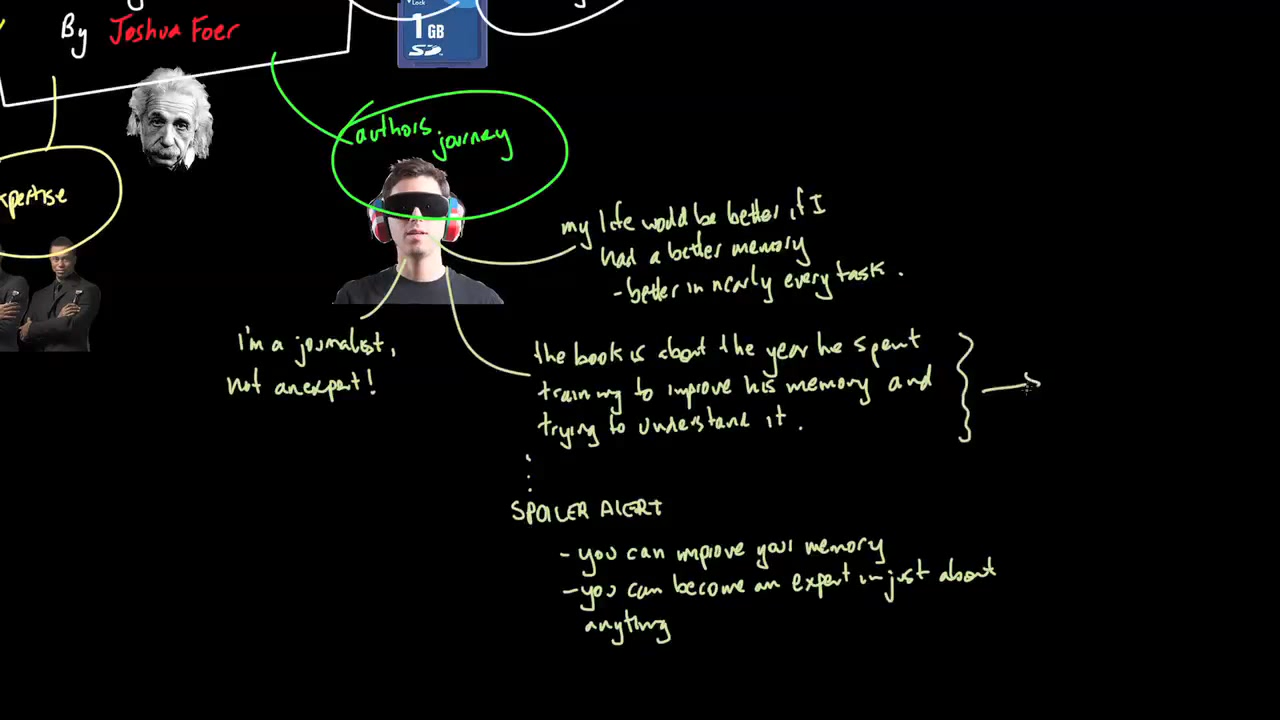 By Joshua Foer
Lock
1 GB
SD
authors journey
xpertise
my life would be better if I
had a better memory
- better in nearly every task.
I'm a journalist,
not an expert!
the book is about the year he spent
training to improve his memory and
trying to understand it.
SPOILER ALERT
- you can improve your memory
- you can become an expert in just about
anything